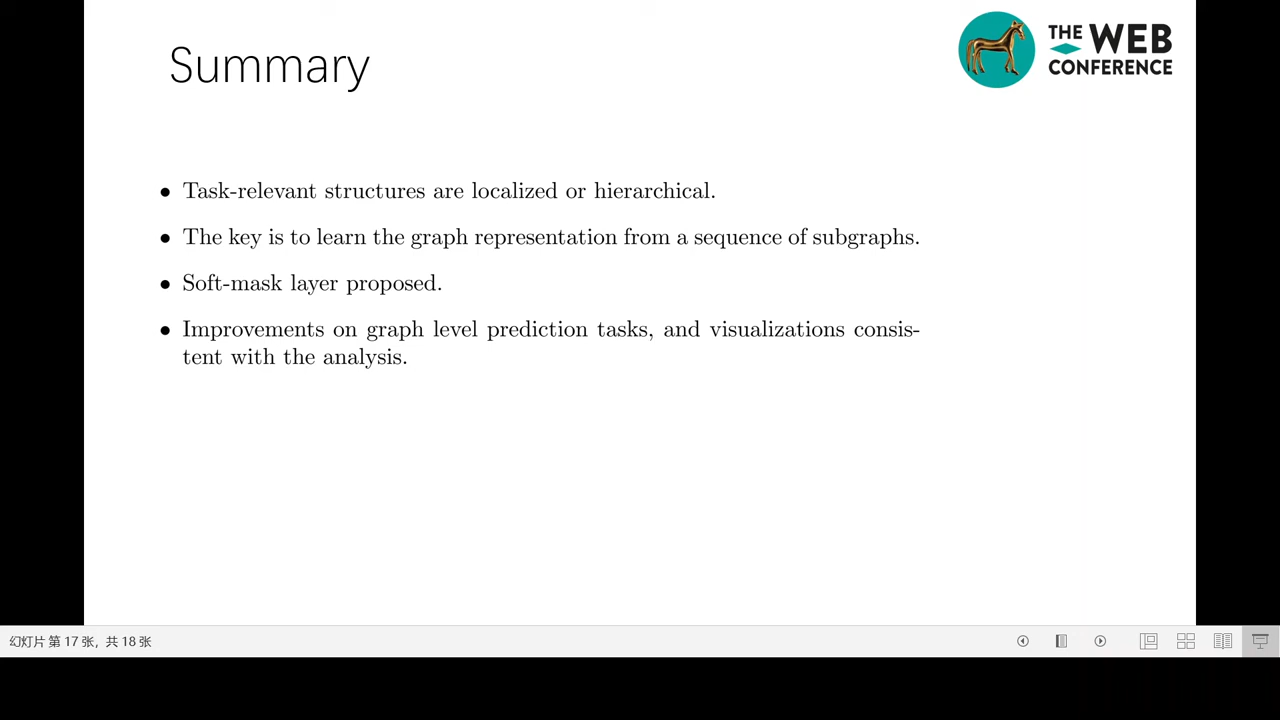 Summary
THE WEB
CONFERENCE
• Task-relevant structures are localized or hierarchical.
• The key is to learn the graph representation from a sequence of subgraphs.
• Soft-mask layer proposed.
• Improvements on graph level prediction tasks, and visualizations consis-
tent with the analysis.
幻灯片 第 17 张，共 18 张